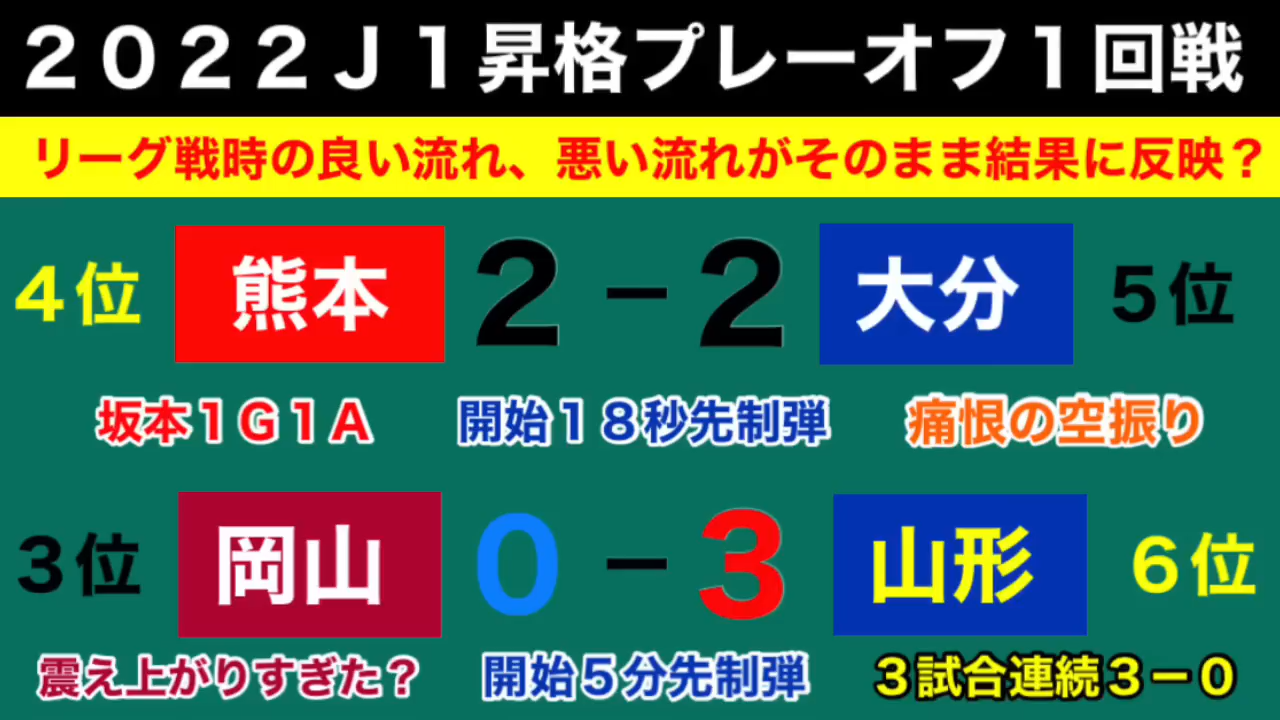 ２０２２Ｊ１昇格プレーオフ１回戦
リーグ戦時の良い流れ、悪い流れがそのまま結果に反映？
４位 熊本 ２－２ 大分 ５位
坂本１Ｇ１Ａ 開始１８秒先制弾 痛恨の空振り
３位 岡山 ０－３ 山形 ６位
震え上がりすぎた？ 開始５分先制弾 ３試合連続３－０